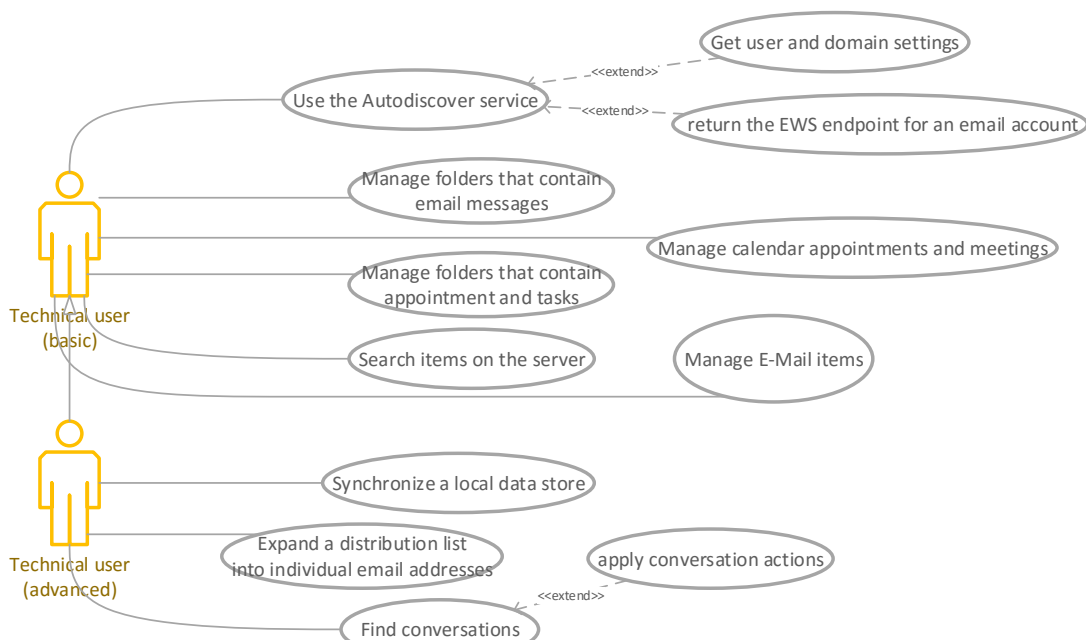 Get user and domain settings
<<extend>>
Use the Autodiscover service
<<extend>>
return the EWS endpoint for an email account
Manage folders that contain
email messages
Manage calendar appointments and meetings
Manage folders that contain
appointment and tasks
Technical user
(basic)
Search items on the server
Manage E-Mail items
Synchronize a local data store
Expand a distribution list
into individual email addresses
apply conversation actions
Technical user
(advanced)
<<extend>>
Find conversations